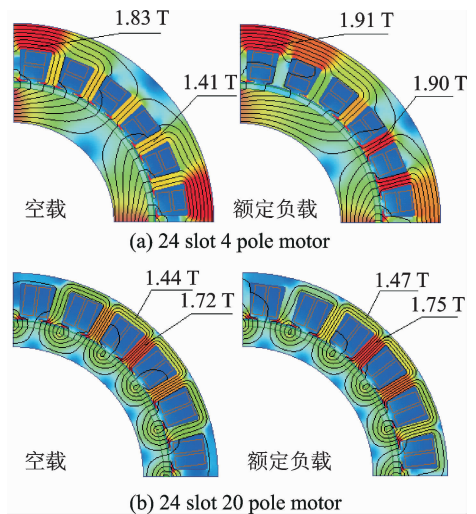 1.83 T
1.91 T
1.41 T
1.90 T
空载
额定负载
(a) 24 slot 4 pole motor
1.44 T
1.47 T
1.72 T
1.75 T
空载
额定负载
(b) 24 slot 20 pole motor